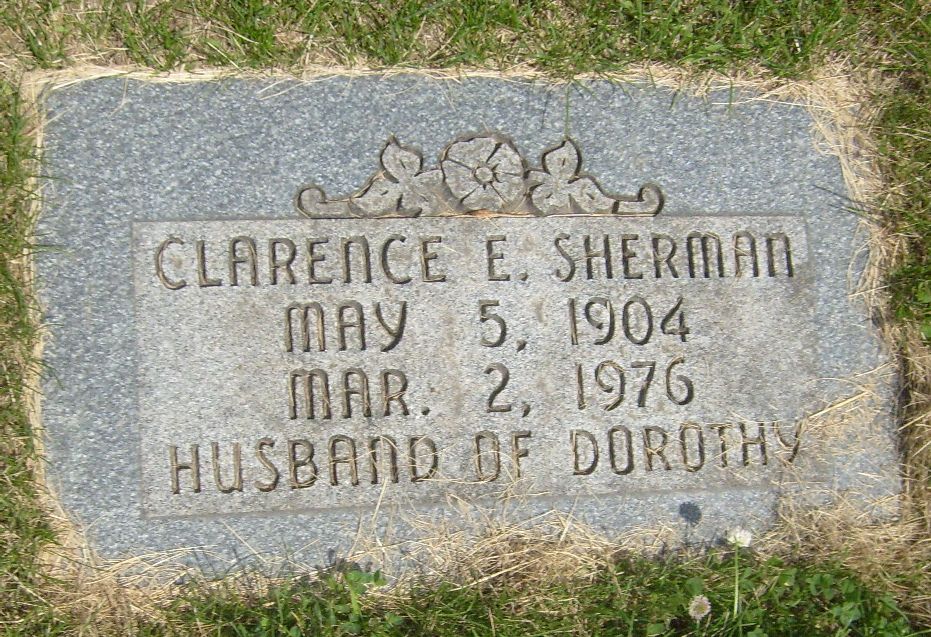 CLARENCE E. SHERMAN
MAY 5, 1904
MAR. 2, 1976
HUSBAND OF DOROTHY